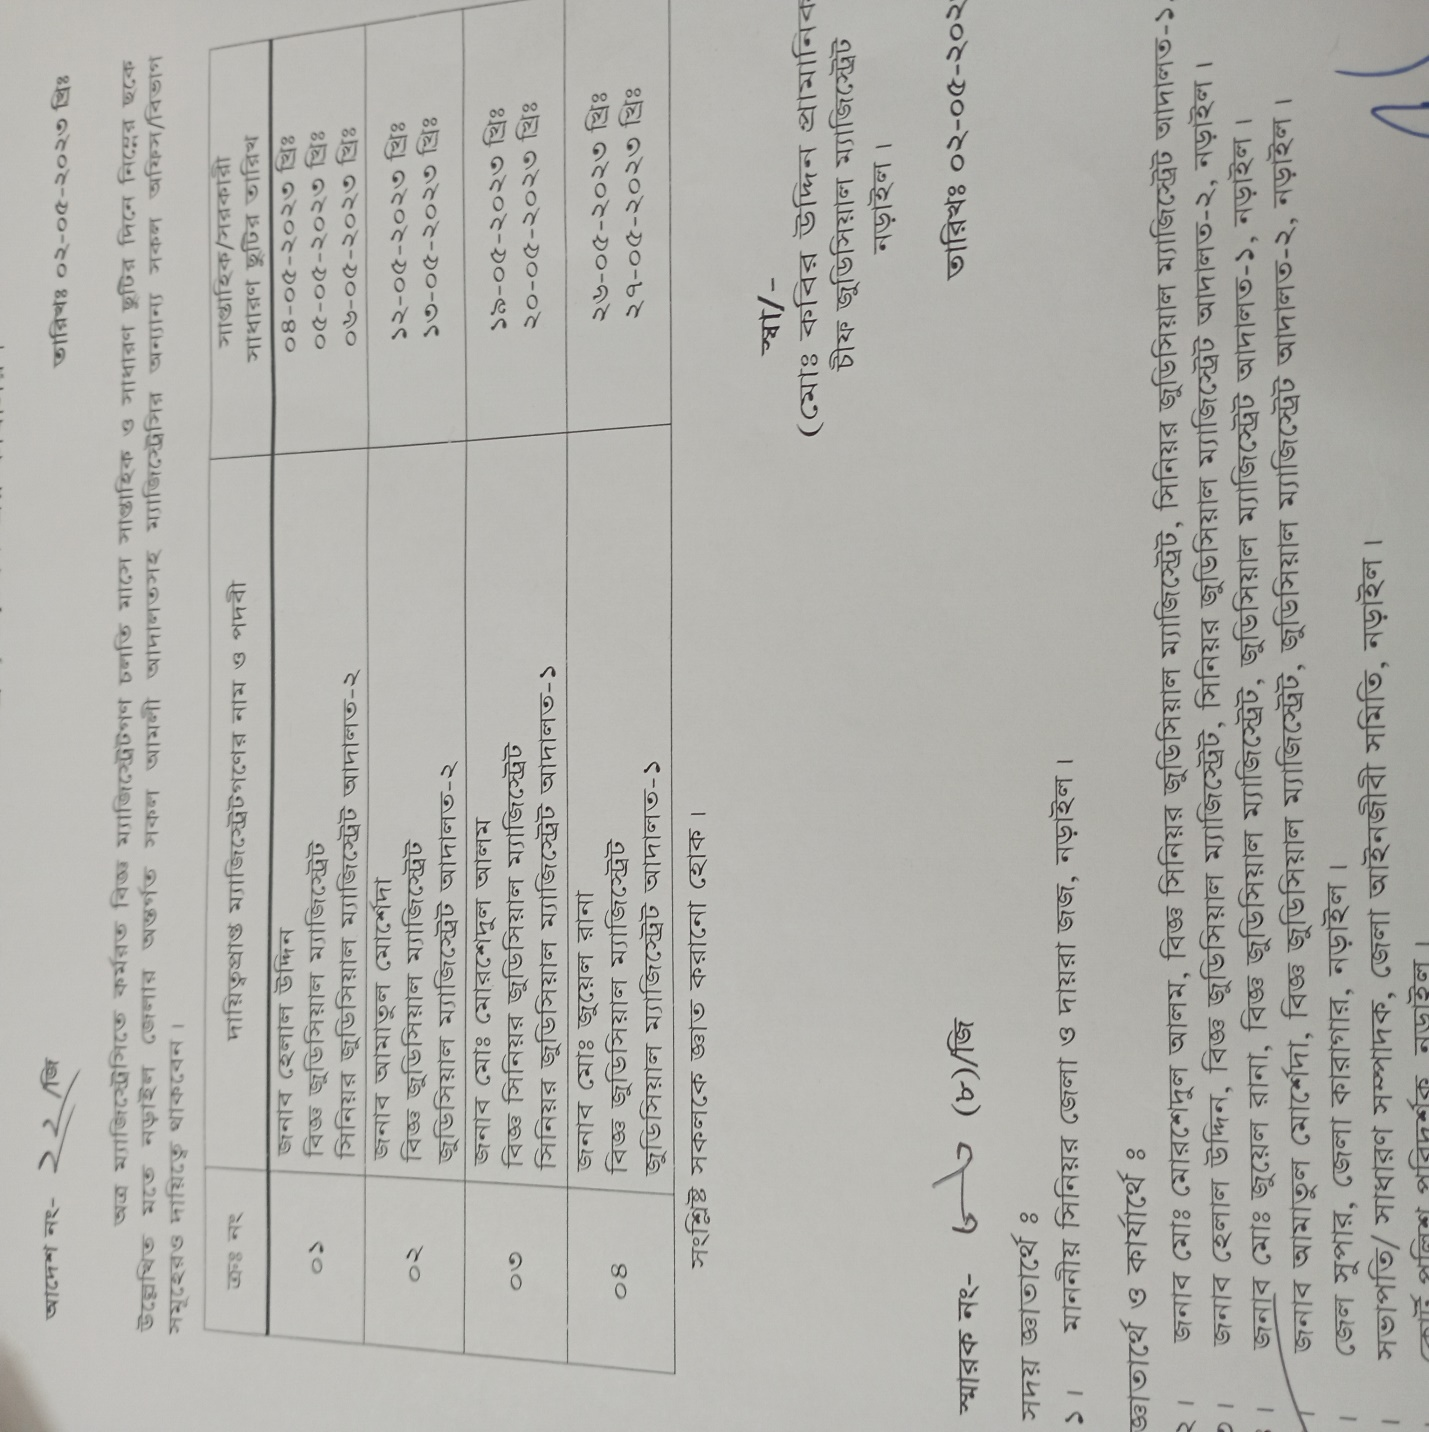 আদেশ নং- ২২/জি
তারিখঃ ০২-০৫-২০২৩ খ্রিঃ
অত্র ম্যাজিস্ট্রেসিতে কর্মরত বিজ্ঞ ম্যাজিস্ট্রেটগণ চলতি মাসে সাপ্তাহিক ও সাধারণ ছুটির দিনে নিম্নের ছকে
উল্লেখিত মতে নড়াইল জেলার অন্তর্গত সকল আমলী আদালতসহ ম্যাজিস্ট্রেসির অন্যান্য সকল অফিস/বিভাগ
সমূহেরও দায়িত্বে থাকবেন।
ক্রঃ নং
দায়িত্বপ্রাপ্ত ম্যাজিস্ট্রেটগণের নাম ও পদবী
সাপ্তাহিক/সরকারী
সাধারণ ছুটির তারিখ
০১
জনাব হেলাল উদ্দিন
বিজ্ঞ জুডিসিয়াল ম্যাজিস্ট্রেট
সিনিয়র জুডিসিয়াল ম্যাজিস্ট্রেট আদালত-২
০৪-০৫-২০২৩ খ্রিঃ
০৫-০৫-২০২৩ খ্রিঃ
০৬-০৫-২০২৩ খ্রিঃ
০২
জনাব আমাতুল মোর্শেদা
বিজ্ঞ জুডিসিয়াল ম্যাজিস্ট্রেট
জুডিসিয়াল ম্যাজিস্ট্রেট আদালত-২
১২-০৫-২০২৩ খ্রিঃ
১৩-০৫-২০২৩ খ্রিঃ
০৩
জনাব মোঃ মোরশেদুল আলম
বিজ্ঞ সিনিয়র জুডিসিয়াল ম্যাজিস্ট্রেট
সিনিয়র জুডিসিয়াল ম্যাজিস্ট্রেট আদালত-১
১৯-০৫-২০২৩ খ্রিঃ
২০-০৫-২০২৩ খ্রিঃ
০৪
জনাব মোঃ জুয়েল রানা
বিজ্ঞ জুডিসিয়াল ম্যাজিস্ট্রেট
জুডিসিয়াল ম্যাজিস্ট্রেট আদালত-১
২৬-০৫-২০২৩ খ্রিঃ
২৭-০৫-২০২৩ খ্রিঃ
সংশ্লিষ্ট সকলকে জ্ঞাত করানো হোক।
স্বা/-
(মোঃ কবির উদ্দিন প্রামানিক
চীফ জুডিসিয়াল ম্যাজিস্ট্রেট
নড়াইল।
স্মারক নং- (৮)/জি
তারিখঃ ০২-০৫-২০২
সদয় জ্ঞাতার্থে ঃ
১। মাননীয় সিনিয়র জেলা ও দায়রা জজ, নড়াইল।
জ্ঞাতার্থে ও কার্যার্থে ঃ
২। জনাব মোঃ মোরশেদুল আলম, বিজ্ঞ সিনিয়র জুডিসিয়াল ম্যাজিস্ট্রেট, সিনিয়র জুডিসিয়াল ম্যাজিস্ট্রেট আদালত-১,
৩। জনাব হেলাল উদ্দিন, বিজ্ঞ জুডিসিয়াল ম্যাজিস্ট্রেট, সিনিয়র জুডিসিয়াল ম্যাজিস্ট্রেট আদালত-২, নড়াইল।
। জনাব মোঃ জুয়েল রানা, বিজ্ঞ জুডিসিয়াল ম্যাজিস্ট্রেট, জুডিসিয়াল ম্যাজিস্ট্রেট আদালত-১, নড়াইল।
। জনাব আমাতুল মোর্শেদা, বিজ্ঞ জুডিসিয়াল ম্যাজিস্ট্রেট, জুডিসিয়াল ম্যাজিস্ট্রেট আদালত-২, নড়াইল।
। জেল সুপার, জেলা কারাগার, নড়াইল।
। সভাপতি/ সাধারণ সম্পাদক, জেলা আইনজীবী সমিতি, নড়াইল।
কোর্ট পুলিশ পরিদর্শক, নড়াইল।